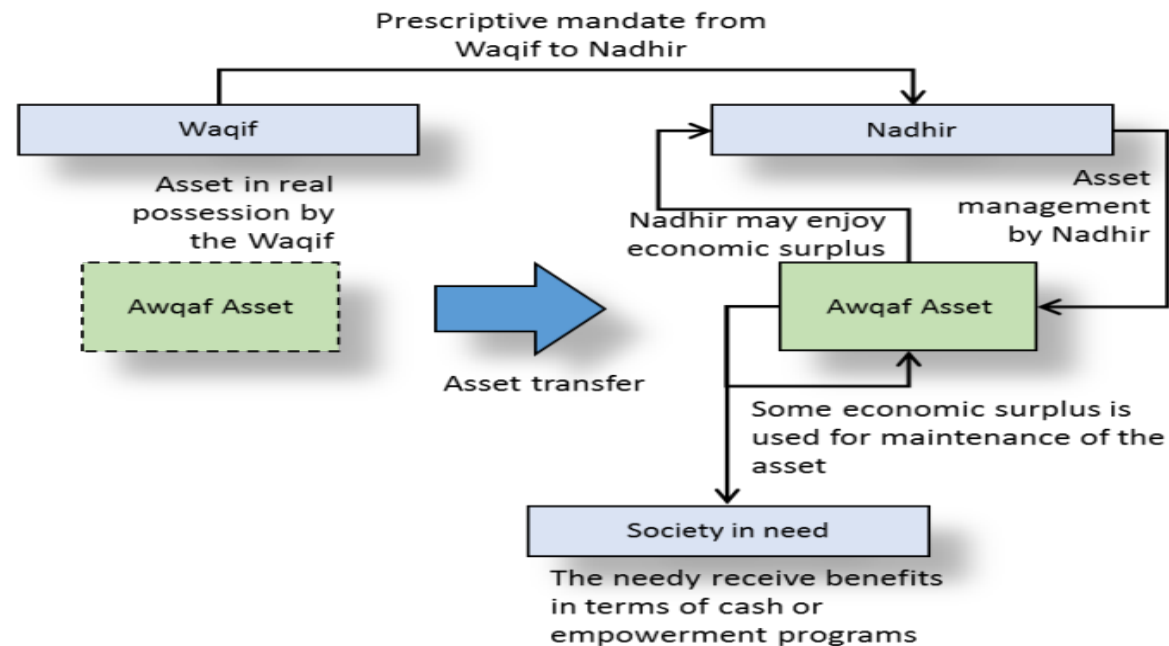 Prescriptive mandate from
Waqif to Nadhir
Waqif
Nadhir
Asset in real
possession by
the Waqif
Nadhir may enjoy
economic surplus
Asset
management
by Nadhir
Awqaf Asset
Awqaf Asset
Asset transfer
Some economic surplus is
used for maintenance of the
asset
Society in need
The needy receive benefits
in terms of cash or
empowerment programs